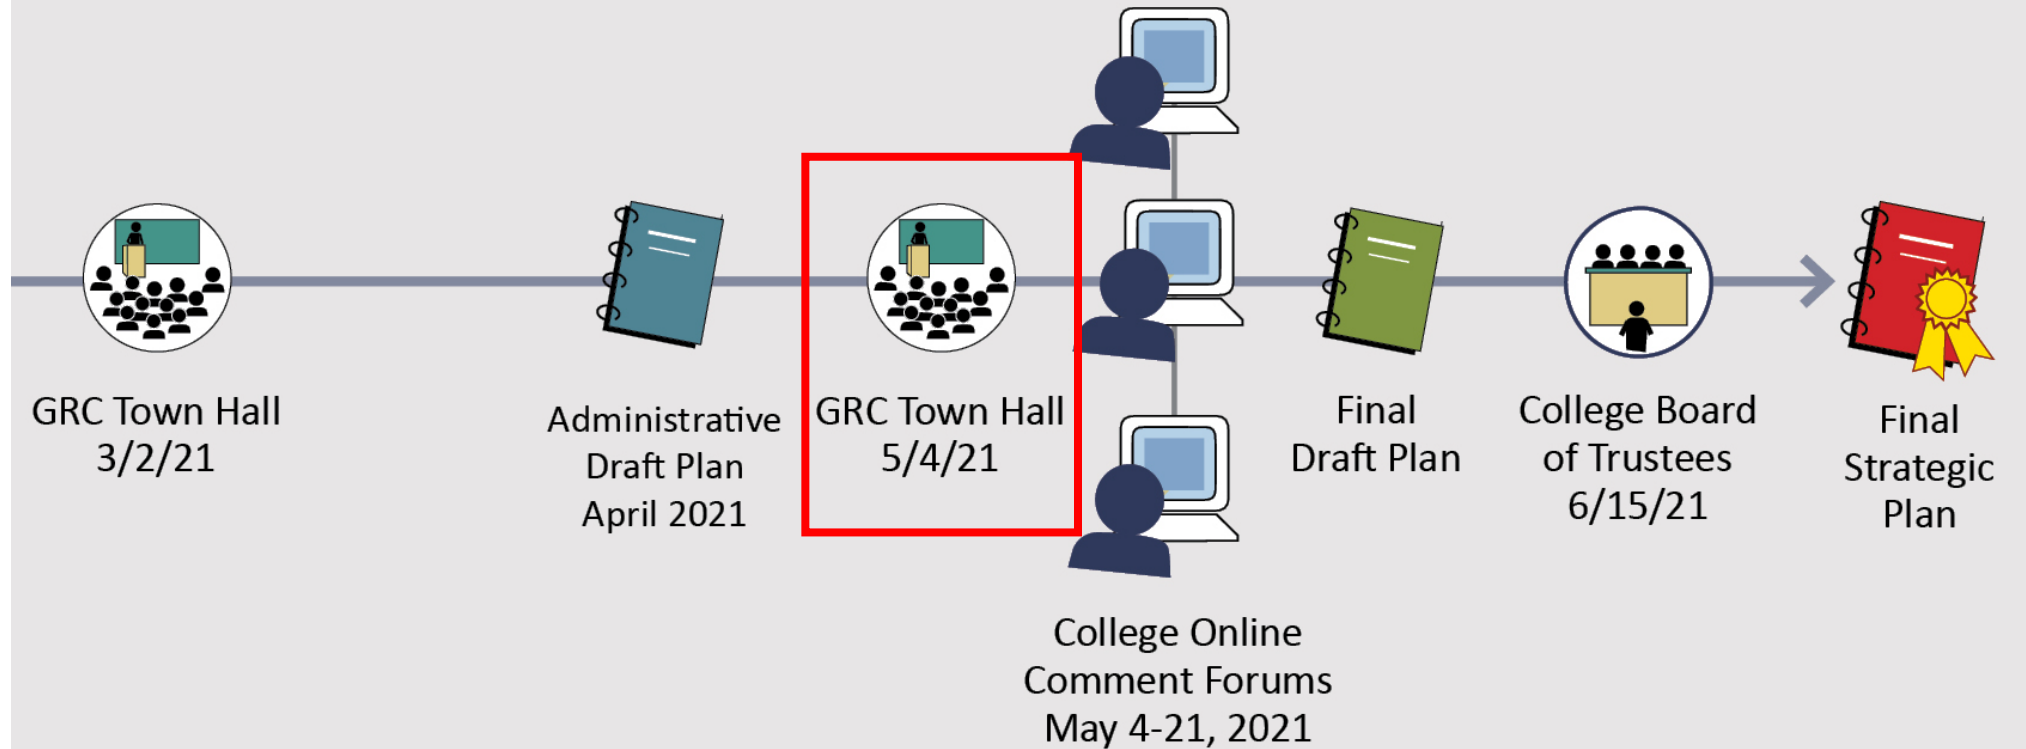 GRC Town Hall
3/2/21
Administrative
Draft Plan
April 2021
GRC Town Hall
5/4/21
College Online
Comment Forums
May 4-21, 2021
Final
Draft Plan
College Board
of Trustees
6/15/21
Final
Strategic
Plan